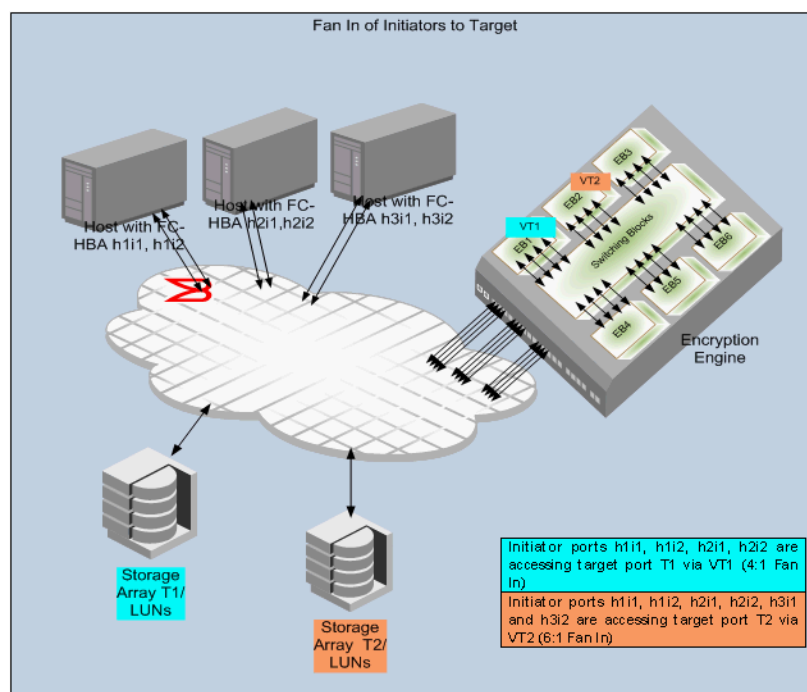 Fan In of Initiators to Target
Host with FC-
HBA h1i1, h1i2
Host with FC-
HBA h2i1,h2i2
Host with FC-
HBA h3i1, h3i2
EB3
VT2
EB2
VT1
EB1
Switching Blocks
EB6
EB5
EB4
Encryption
Engine
Storage
Array T1/
LUNs
Storage
Array T2/
LUNs
Initiator ports h1i1, h1i2, h2i1, h2i2 are
accessing target port T1 via VT1 (4:1 Fan
In)
Initiator ports h1i1, h1i2, h2i1, h2i2, h3i1
and h3i2 are accessing target port T2 via
VT2 (6:1 Fan In)